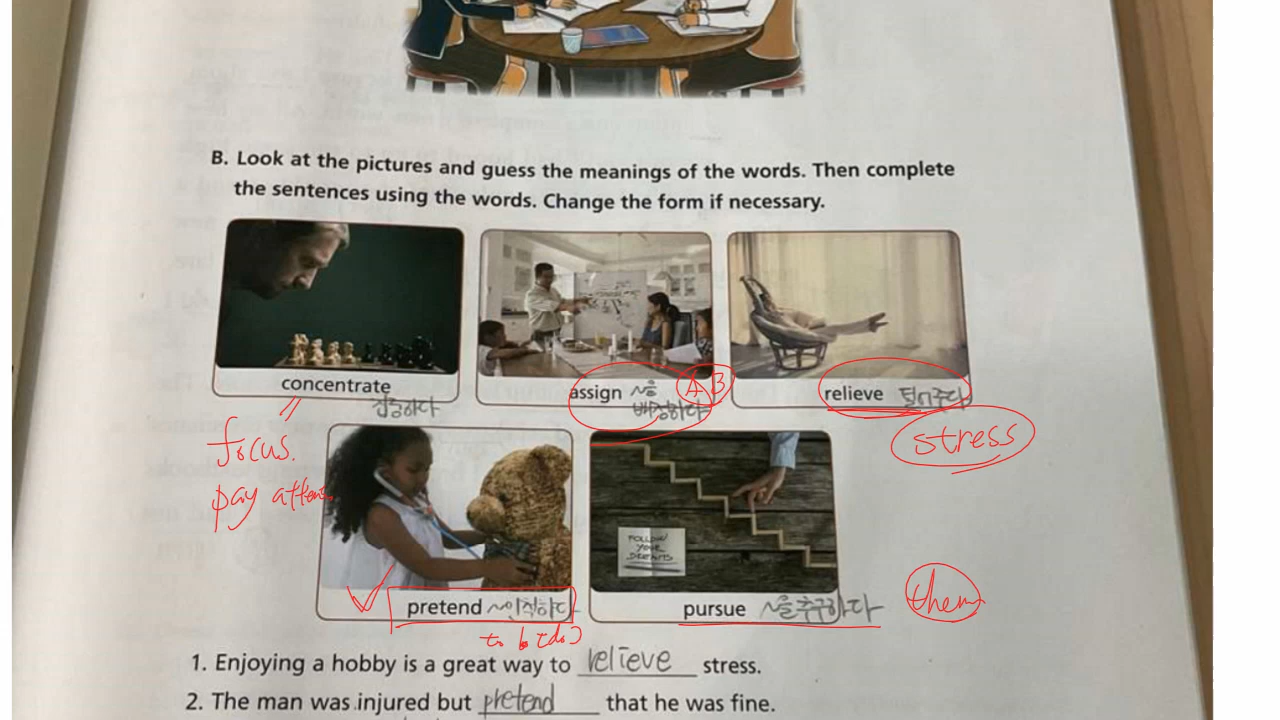 B. Look at the pictures and guess the meanings of the words. Then complete
the sentences using the words. Change the form if necessary.
concentrate
집중하다
assign ~을 A B
배정하다
relieve 덜어주다
stress
focus.
pay
FOLLOW
YOUR
DREAMS
pretend ~인 척하다
to
pursue ~을 추구하다
them
1. Enjoying a hobby is a great way to relieve stress.
2. The man was injured but pretend that he was fine.